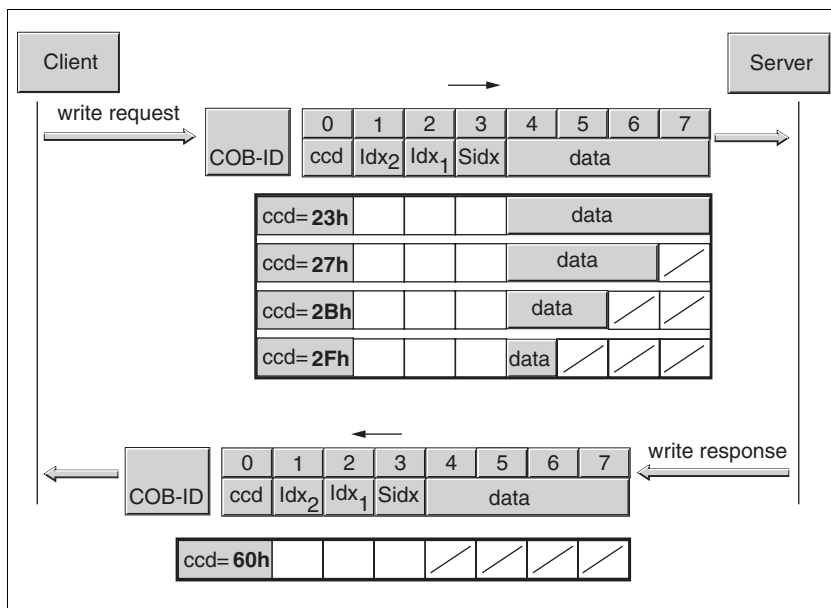 Client
Server
write request
COB-ID
0 1 2 3 4 5 6 7
ccd Idx2 Idx1 Sidx data
ccd= 23h data
ccd= 27h data
ccd= 2Bh data
ccd= 2Fh data
write response
COB-ID
0 1 2 3 4 5 6 7
ccd Idx2 Idx1 Sidx data
ccd= 60h